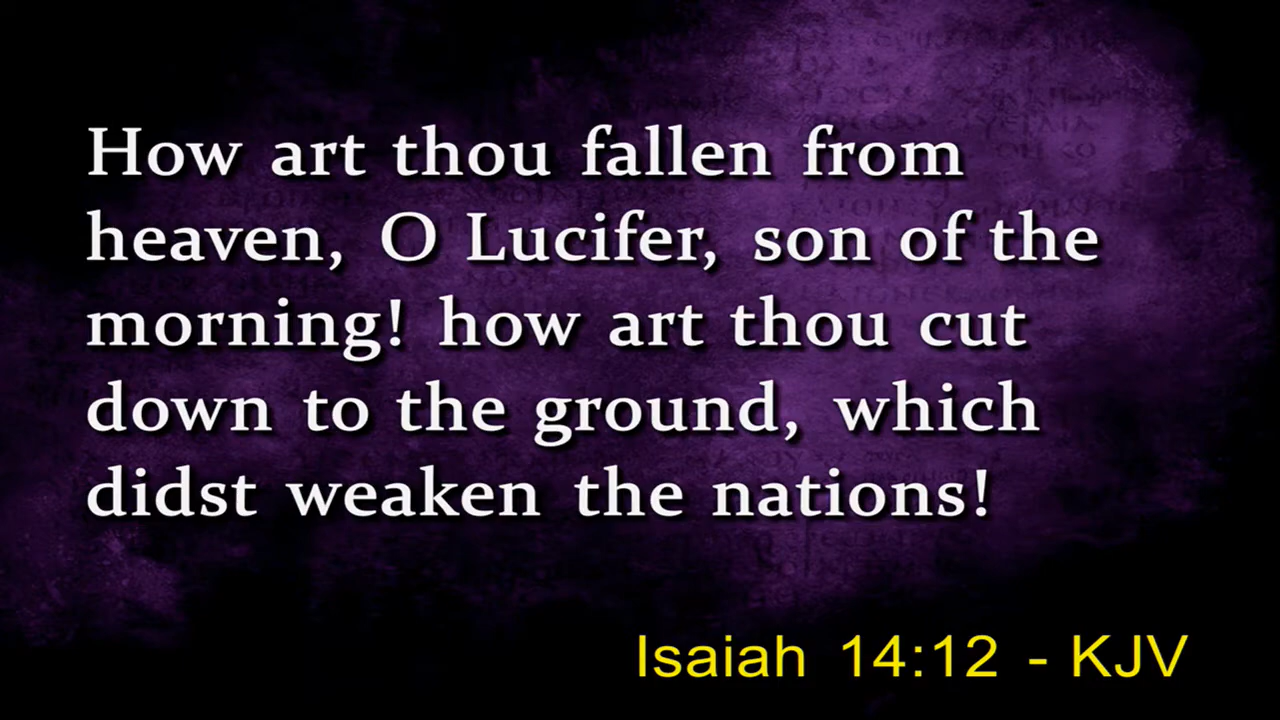 How art thou fallen from
heaven, O Lucifer, son of the
morning! how art thou cut
down to the ground, which
didst weaken the nations!
Isaiah 14:12 - KJV